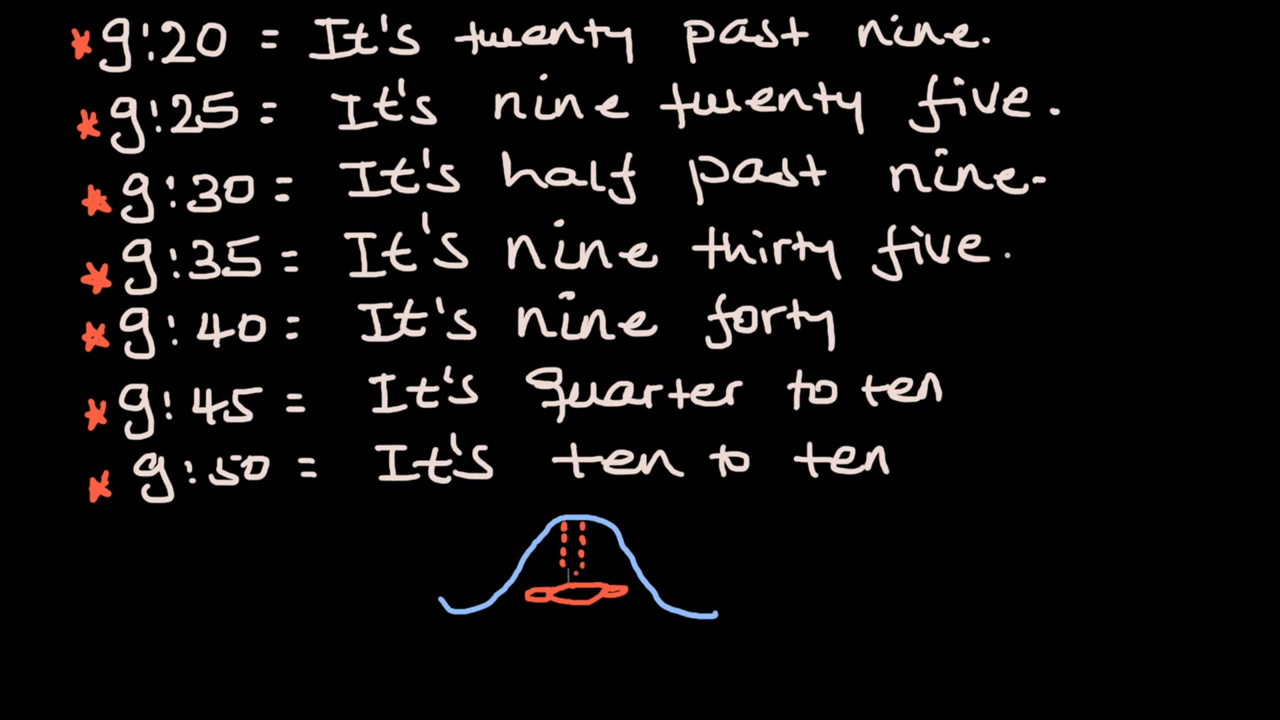 *9:20 = It's twenty past nine.
*9:25 = It's nine twenty five.
*9:30 = It's half past nine.
*9:35 = It's nine thirty five.
*9:40 = It's nine forty
*9:45 = It's quarter to ten
*9:50 = It's ten to ten